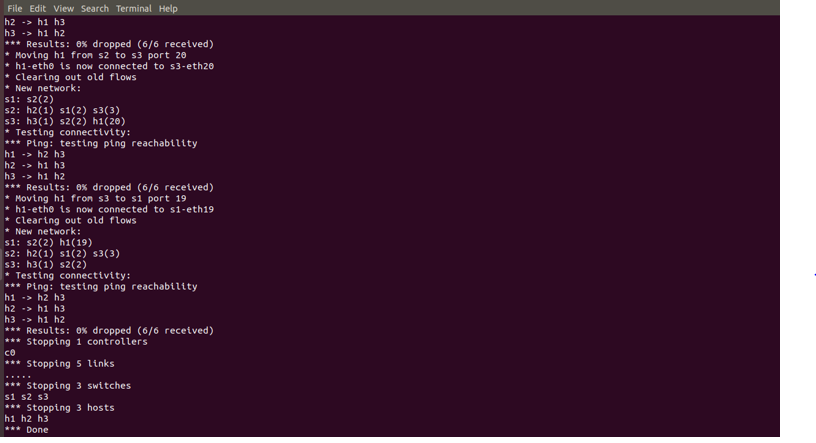 File Edit View Search Terminal Help
h2 -> h1 h3
h3 -> h1 h2
*** Results: 0% dropped (6/6 received)
* Moving h1 from s2 to s3 port 20
* h1-eth0 is now connected to s3-eth20
* Clearing out old flows
* New network:
s1: s2(2)
s2: h2(1) s1(2) s3(3)
s3: h3(1) s2(2) h1(20)
* Testing connectivity:
*** Ping: testing ping reachability
h1 -> h2 h3
h2 -> h1 h3
h3 -> h1 h2
*** Results: 0% dropped (6/6 received)
* Moving h1 from s3 to s1 port 19
* h1-eth0 is now connected to s1-eth19
* Clearing out old flows
* New network:
s1: s2(2) h1(19)
s2: h2(1) s1(2) s3(3)
s3: h3(1) s2(2)
* Testing connectivity:
*** Ping: testing ping reachability
h1 -> h2 h3
h2 -> h1 h3
h3 -> h1 h2
*** Results: 0% dropped (6/6 received)
*** Stopping 1 controllers
c0
*** Stopping 5 links
.....
*** Stopping 3 switches
s1 s2 s3
*** Stopping 3 hosts
h1 h2 h3
*** Done